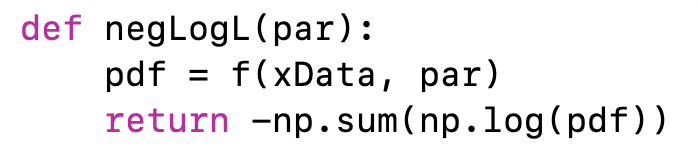 def negLogL(par):
    pdf = f(xData, par)
    return -np.sum(np.log(pdf))